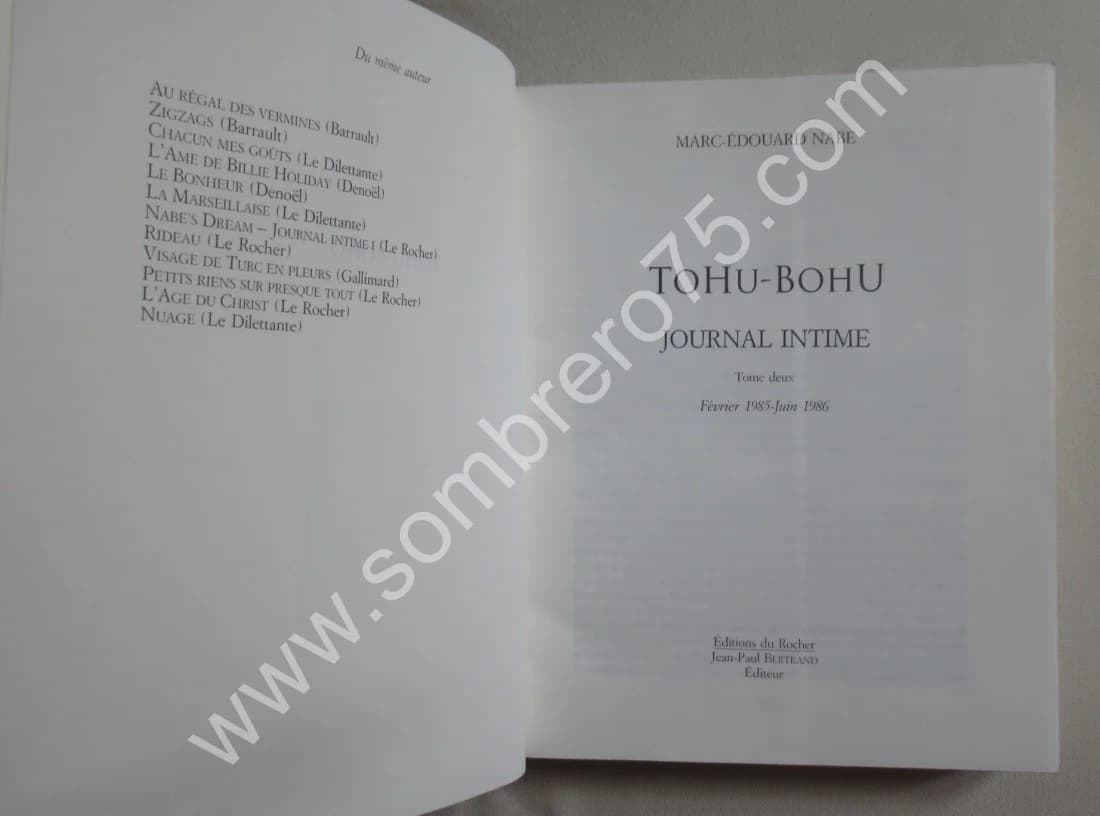 Du même auteur
AU RÉGAL DES VERMINES (Barrault)
ZIGZAGS (Barrault)
CHACUN MES GOÛTS (Le Dilettante)
L'AME DE BILLIE HOLIDAY (Denoël)
LE BONHEUR (Denoël)
LA MARSEILLAISE (Le Dilettante)
NABE'S DREAM – JOURNAL INTIME I (Le Rocher)
RIDEAU (Le Rocher)
VISAGE DE TURC EN PLEURS (Gallimard)
PETITS RIENS SUR PRESQUE TOUT (Le Rocher)
L'AGE DU CHRIST (Le Rocher)
NUAGE (Le Dilettante)
MARC-ÉDOUARD NABE
TOHU-BOHU
JOURNAL INTIME
Tome deux
Février 1985-Juin 1986
Éditions du Rocher
Jean-Paul BERTRAND
Éditeur
www.sombrero75.com